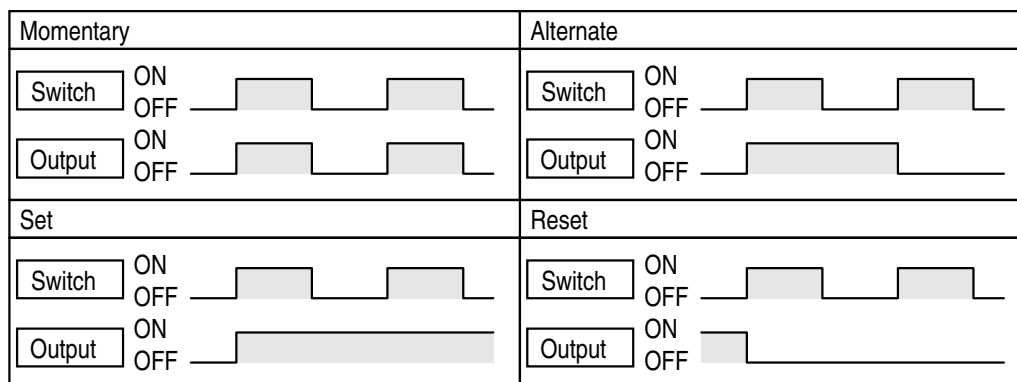 Momentary
Switch
ON
OFF
Output
ON
OFF
Alternate
Switch
ON
OFF
Output
ON
OFF
Set
Switch
ON
OFF
Output
ON
OFF
Reset
Switch
ON
OFF
Output
ON
OFF